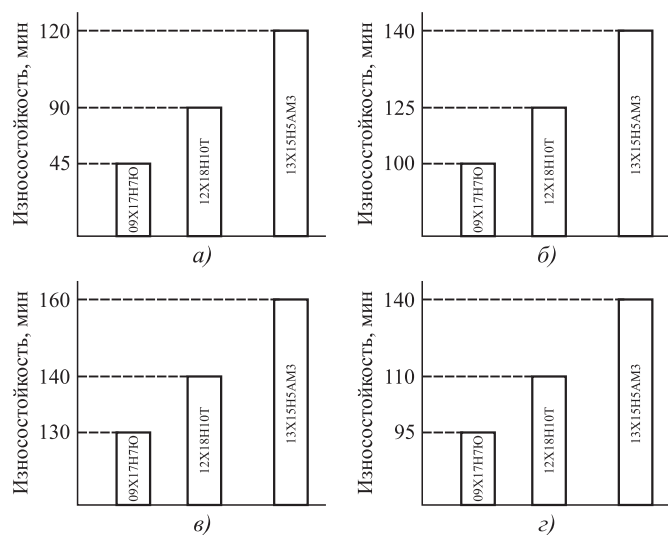 Износостойкость, мин
120
90
45
09Х17Н7Ю
12Х18Н10Т
13Х15Н5АМ3
а)
Износостойкость, мин
140
125
100
09Х17Н7Ю
12Х18Н10Т
13Х15Н5АМ3
б)
Износостойкость, мин
160
140
130
09Х17Н7Ю
12Х18Н10Т
13Х15Н5АМ3
в)
Износостойкость, мин
140
110
95
09Х17Н7Ю
12Х18Н10Т
13Х15Н5АМ3
г)